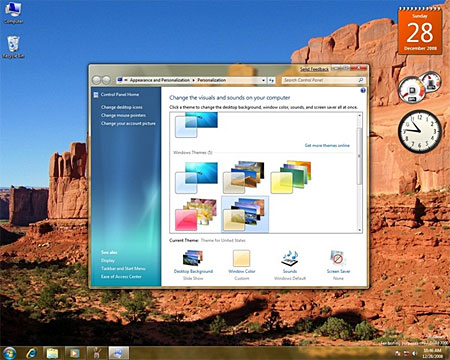 Computer
Recycle Bin
Sunday
28
December 2008
Send Feedback
Appearance and Personalization
Personalization
Search Control Panel
Control Panel Home
Change desktop icons
Change mouse pointers
Change your account picture
Change the visuals and sounds on your computer
Click a theme to change the desktop background, window color, sounds, and screen saver all at once.
Get more themes online
Windows Themes (5)
Current Theme: Theme for United States
Desktop Background
Slide Show
Window Color
Custom
Sounds
Windows Default
Screen Saver
None
See also
Display
Taskbar and Start Menu
Ease of Access Center
10:46 AM
12/28/2008